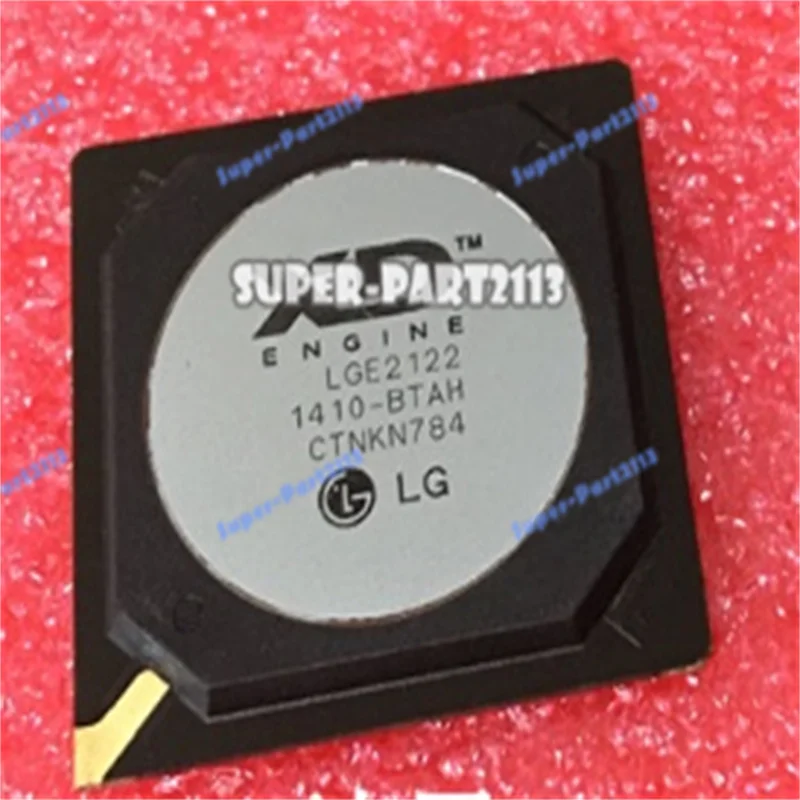 Super-Part2113
Super-Part2113
XD™
SUPER-PART2113
ENGINE
LGE2122
1410-BTAH
CTNKN784
LG
Super-Part2113
Super-Part2113